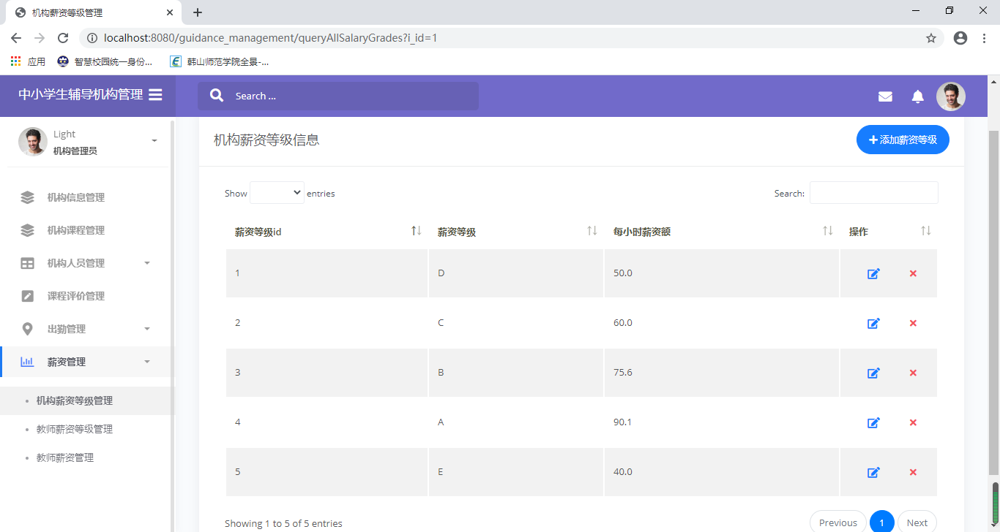 机构薪资等级管理
localhost:8080/guidance_management/queryAllSalaryGrades?i_id=1
应用 智慧校园统一身份... 韩山师范学院全景-...
中小学生辅导机构管理 Search ...
Light
机构管理员
机构信息管理
机构课程管理
机构人员管理
课程评价管理
出勤管理
薪资管理
机构薪资等级管理
教师薪资等级管理
教师薪资管理
机构薪资等级信息 添加薪资等级
Show entries Search:
薪资等级id 薪资等级 每小时薪资额 操作
1 D 50.0
2 C 60.0
3 B 75.6
4 A 90.1
5 E 40.0
Showing 1 to 5 of 5 entries Previous 1 Next